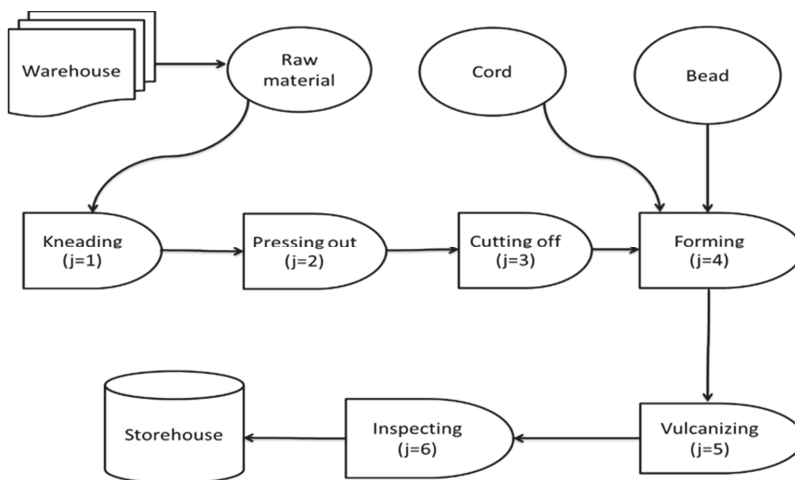 Warehouse
Raw
material
Cord
Bead
Kneading
(j=1)
Pressing out
(j=2)
Cutting off
(j=3)
Forming
(j=4)
Storehouse
Inspecting
(j=6)
Vulcanizing
(j=5)